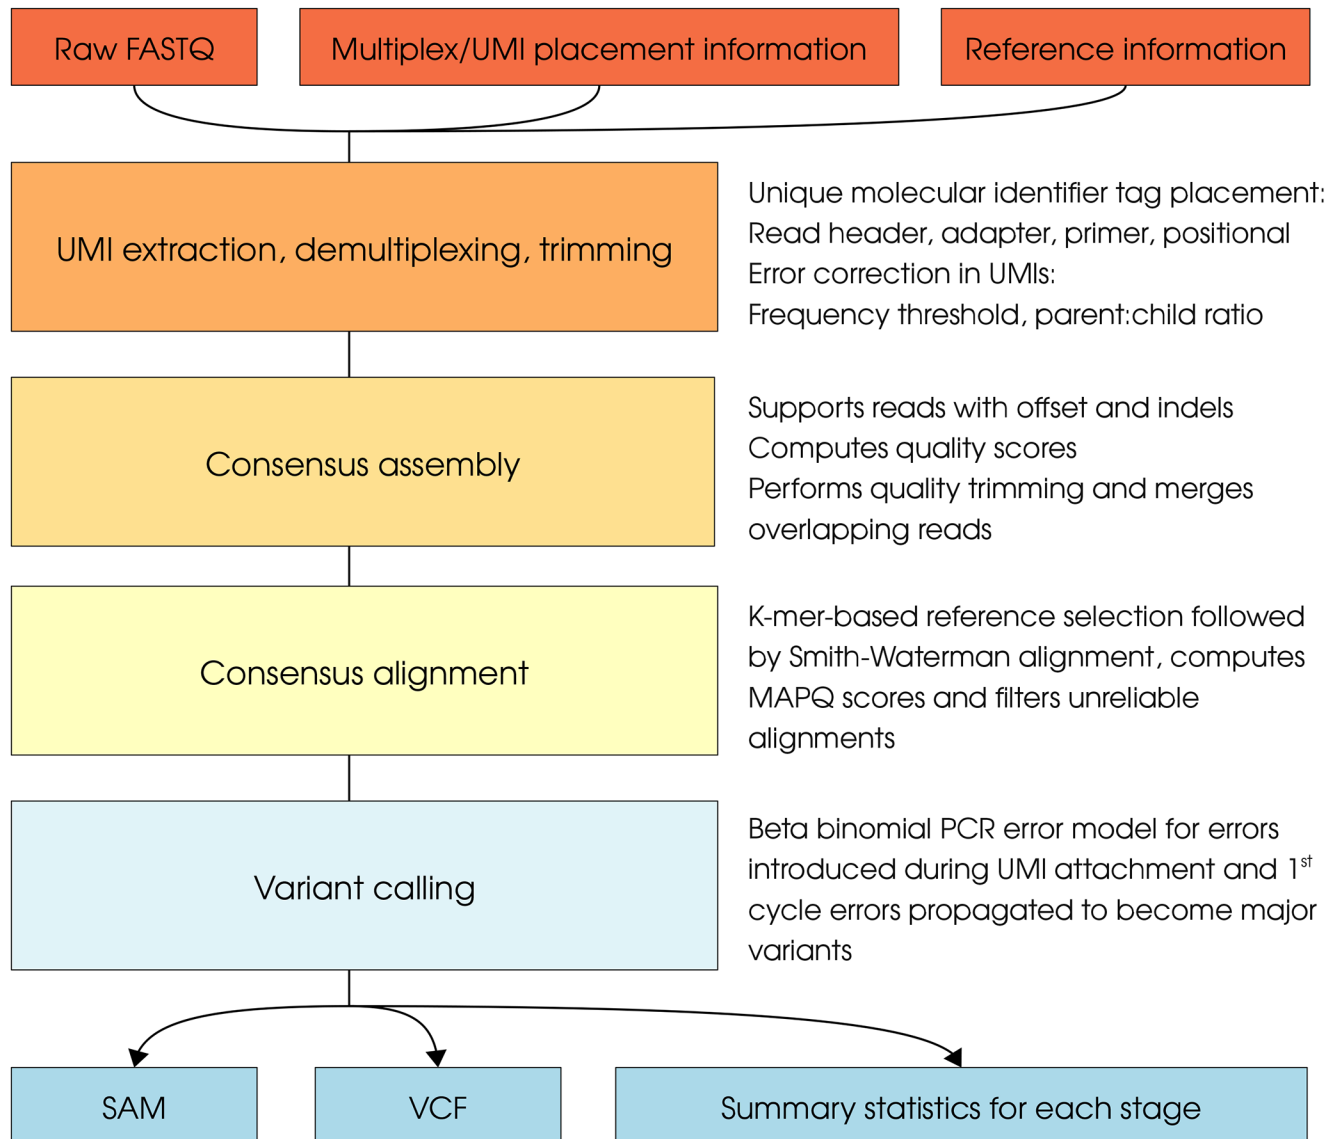 Raw FASTQ
Multiplex/UMI placement information
Reference information
UMI extraction, demultiplexing, trimming
Unique molecular identifier tag placement:
Read header, adapter, primer, positional
Error correction in UMIs:
Frequency threshold, parent:child ratio
Consensus assembly
Supports reads with offset and indels
Computes quality scores
Performs quality trimming and merges
overlapping reads
Consensus alignment
K-mer-based reference selection followed
by Smith-Waterman alignment, computes
MAPQ scores and filters unreliable
alignments
Variant calling
Beta binomial PCR error model for errors
introduced during UMI attachment and 1st
cycle errors propagated to become major
variants
SAM
VCF
Summary statistics for each stage